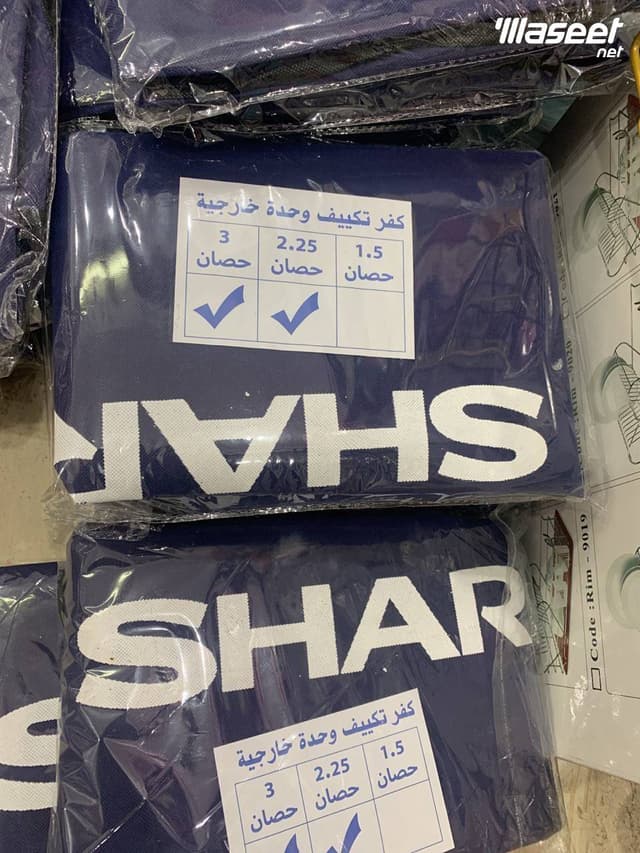 Waseet
net
كفر تكييف وحدة خارجية
1.5 2.25 3
حصان حصان حصان
✓ ✓
SHAR
SHAR
كفر تكييف وحدة خارجية
1.5 2.25 3
حصان حصان حصان
✓ ✓
S
Code : Rim - 9019